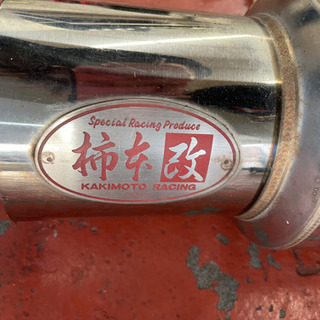 Special Racing Produce
柿本改
KAKIMOTO RACING